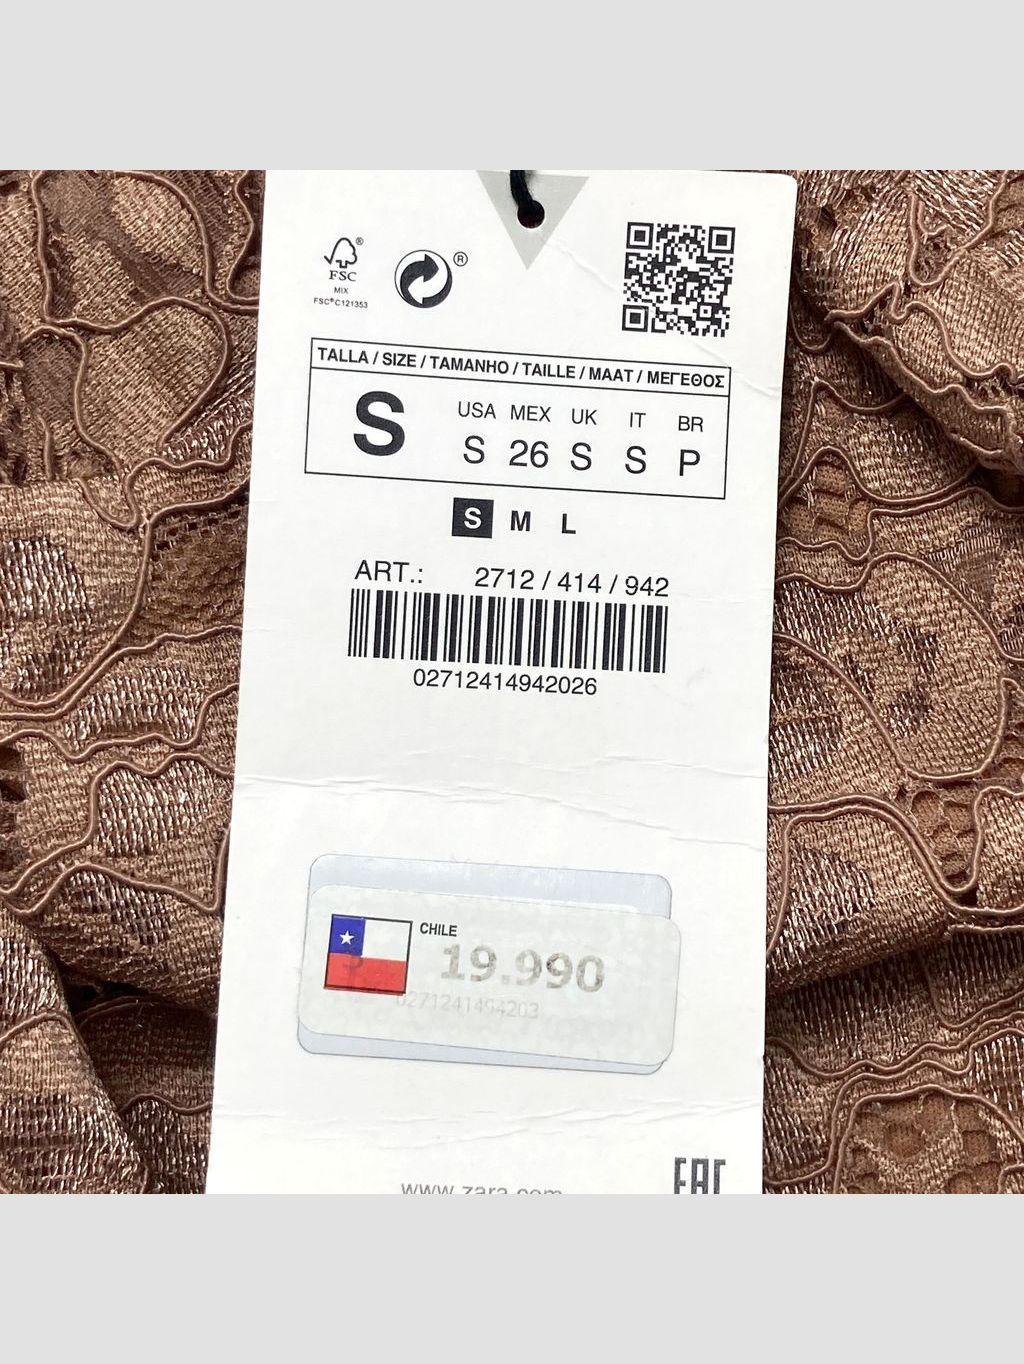 FSC
MIX
FSC® C121353
®
TALLA / SIZE / TAMANHO / TAILLE / MAAT / ΜΕΓΕΘΟΣ
S
USA MEX UK IT BR
S 26 S S P
S M L
ART.: 2712 / 414 / 942
02712414942026
CHILE
19.990
www.zara.com
EAC